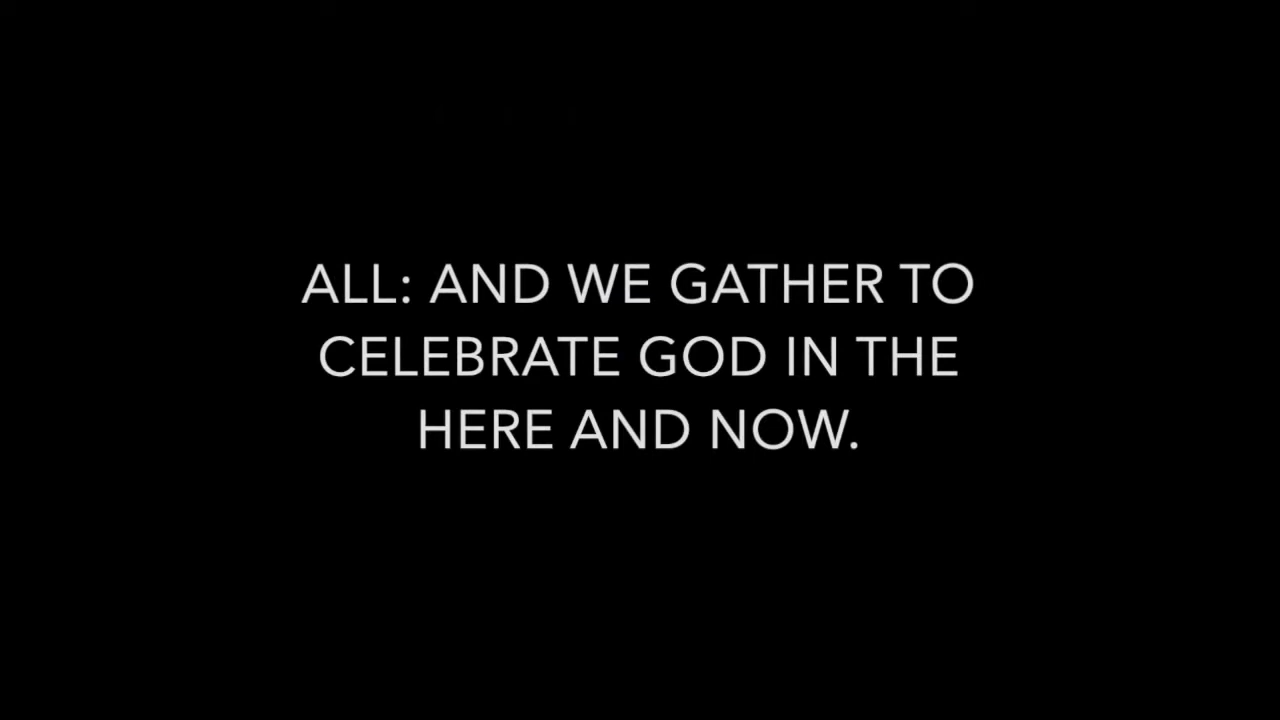 ALL: AND WE GATHER TO
CELEBRATE GOD IN THE
HERE AND NOW.